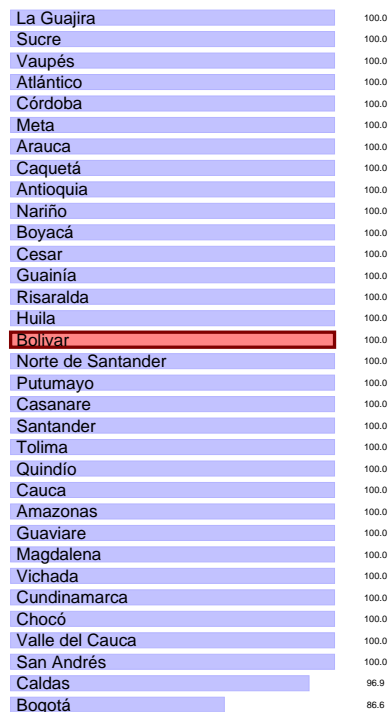 La Guajira 100.0
Sucre 100.0
Vaupés 100.0
Atlántico 100.0
Córdoba 100.0
Meta 100.0
Arauca 100.0
Caquetá 100.0
Antioquia 100.0
Nariño 100.0
Boyacá 100.0
Cesar 100.0
Guainía 100.0
Risaralda 100.0
Huila 100.0
Bolivar 100.0
Norte de Santander 100.0
Putumayo 100.0
Casanare 100.0
Santander 100.0
Tolima 100.0
Quindío 100.0
Cauca 100.0
Amazonas 100.0
Guaviare 100.0
Magdalena 100.0
Vichada 100.0
Cundinamarca 100.0
Chocó 100.0
Valle del Cauca 100.0
San Andrés 100.0
Caldas 96.9
Bogotá 86.6